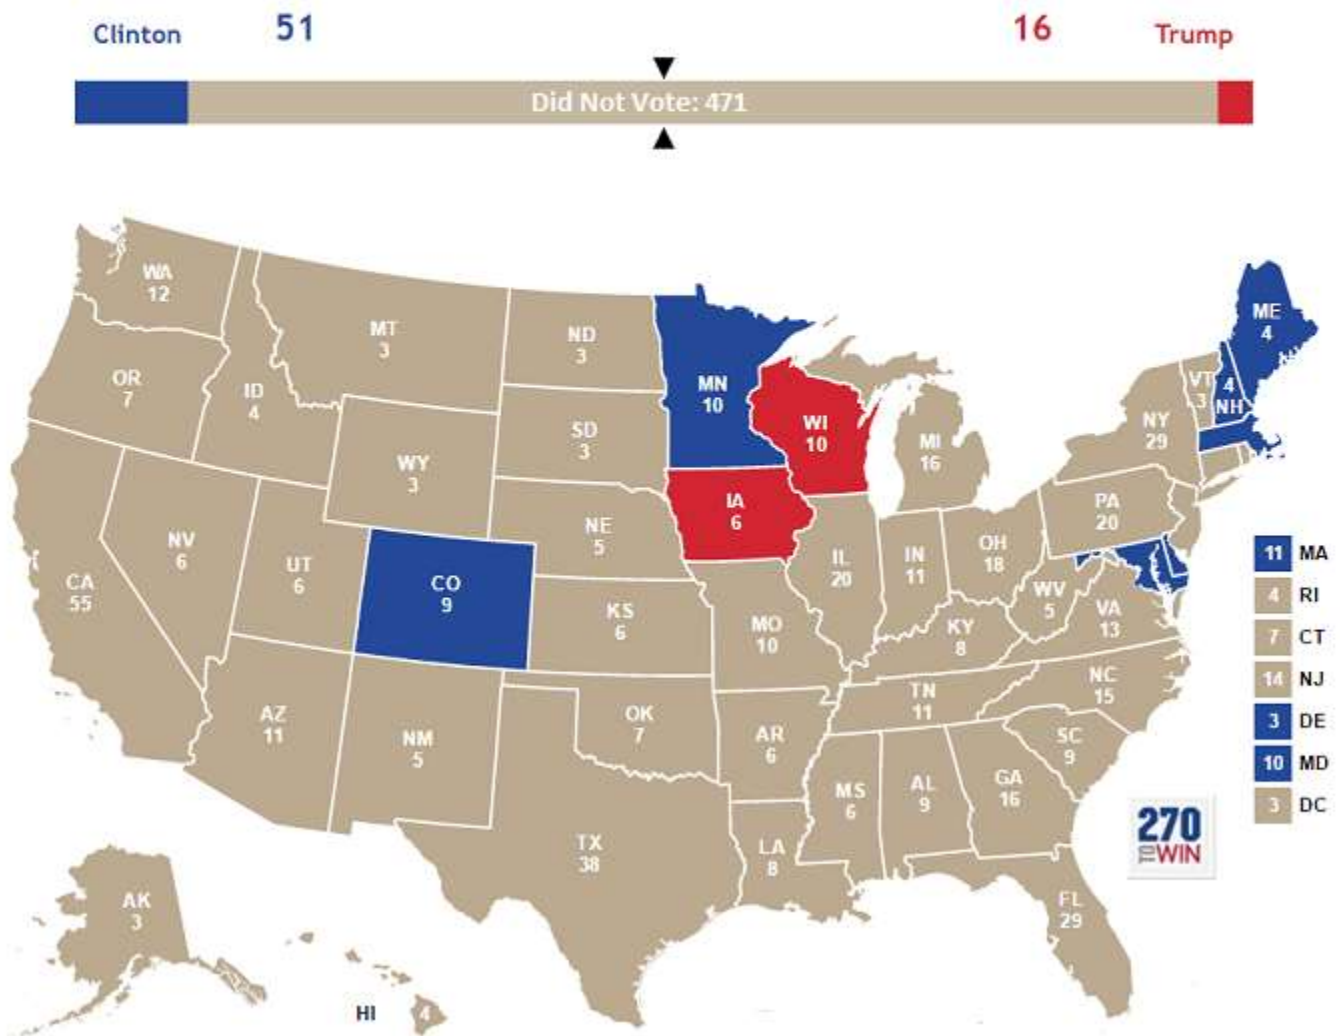 Clinton 51 16 Trump
Did Not Vote: 471
WA
12
OR
7
CA
55
NV
6
ID
4
MT
3
WY
3
UT
6
AZ
11
CO
9
NM
5
ND
3
SD
3
NE
5
KS
6
OK
7
TX
38
MN
10
IA
6
MO
10
AR
6
LA
8
WI
10
IL
20
MI
16
IN
11
OH
18
KY
8
TN
11
MS
6
AL
9
GA
16
FL
29
SC
9
NC
15
VA
13
WV
5
PA
20
NY
29
VT
3
4
NH
ME
4
11 MA
4 RI
7 CT
14 NJ
3 DE
10 MD
3 DC
AK
3
HI 4
270
TO WIN